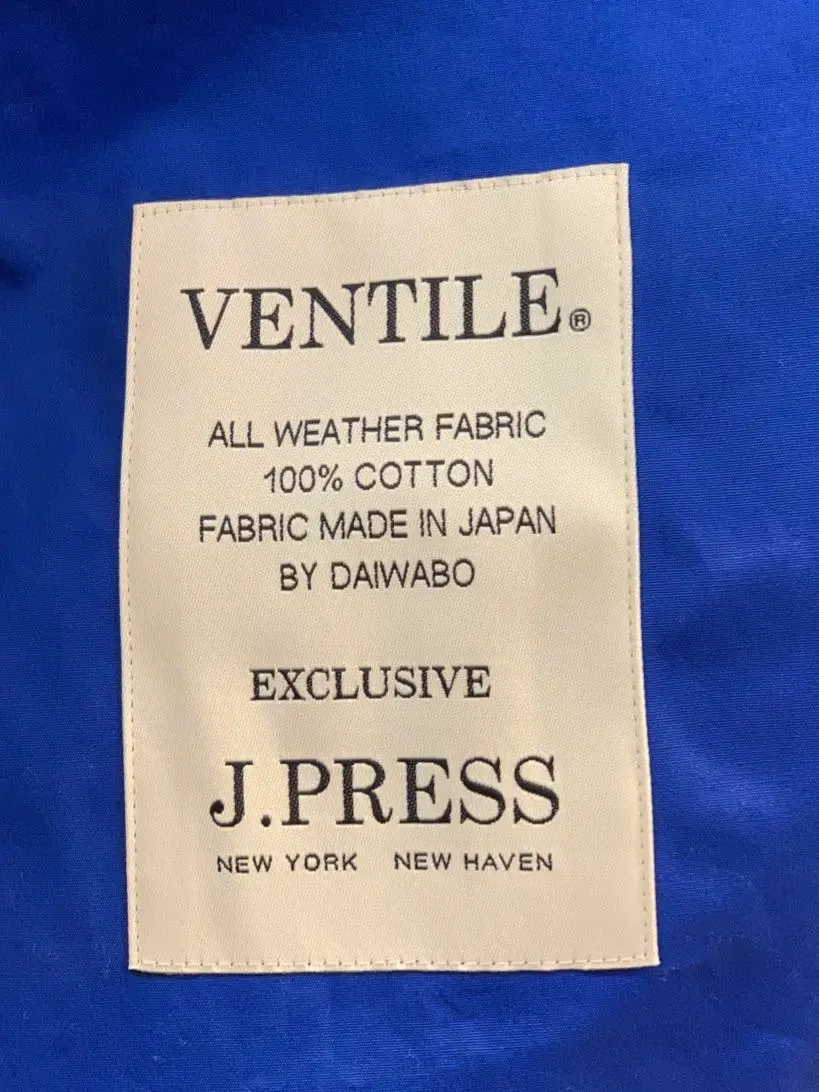 VENTILE®
ALL WEATHER FABRIC
100% COTTON
FABRIC MADE IN JAPAN
BY DAIWABO
EXCLUSIVE
J.PRESS
NEW YORK NEW HAVEN